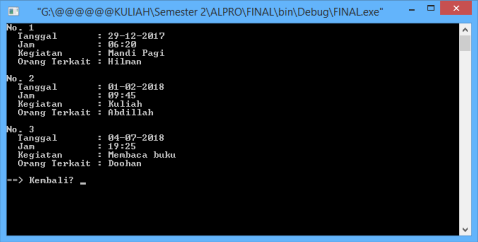 "G:\@@@@@@KULIAH\Semester 2\ALPRO\FINAL\bin\Debug\FINAL.exe"
No. 1
Tanggal : 29-12-2017
Jam : 06:20
Kegiatan : Mandi Pagi
Orang Terkait : Hilman
No. 2
Tanggal : 01-02-2018
Jam : 09:45
Kegiatan : Kuliah
Orang Terkait : Abdillah
No. 3
Tanggal : 04-07-2018
Jam : 19:25
Kegiatan : Membaca buku
Orang Terkait : Doohan
--> Kembali? _